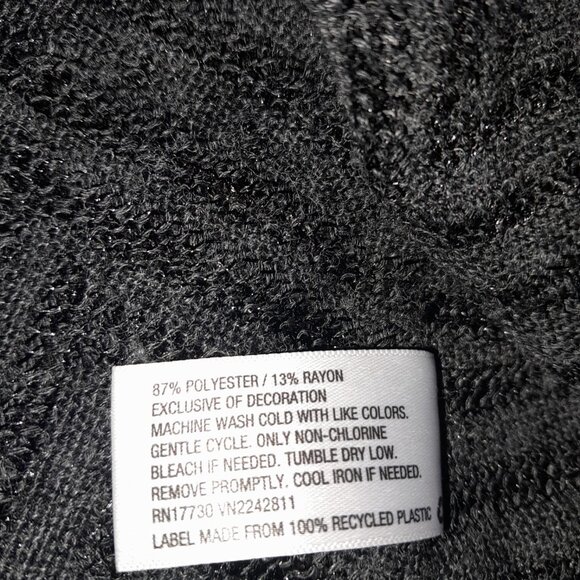 87% POLYESTER / 13% RAYON
EXCLUSIVE OF DECORATION
MACHINE WASH COLD WITH LIKE COLORS.
GENTLE CYCLE. ONLY NON-CHLORINE
BLEACH IF NEEDED. TUMBLE DRY LOW.
REMOVE PROMPTLY. COOL IRON IF NEEDED.
RN17730 VN2242811
LABEL MADE FROM 100% RECYCLED PLASTIC